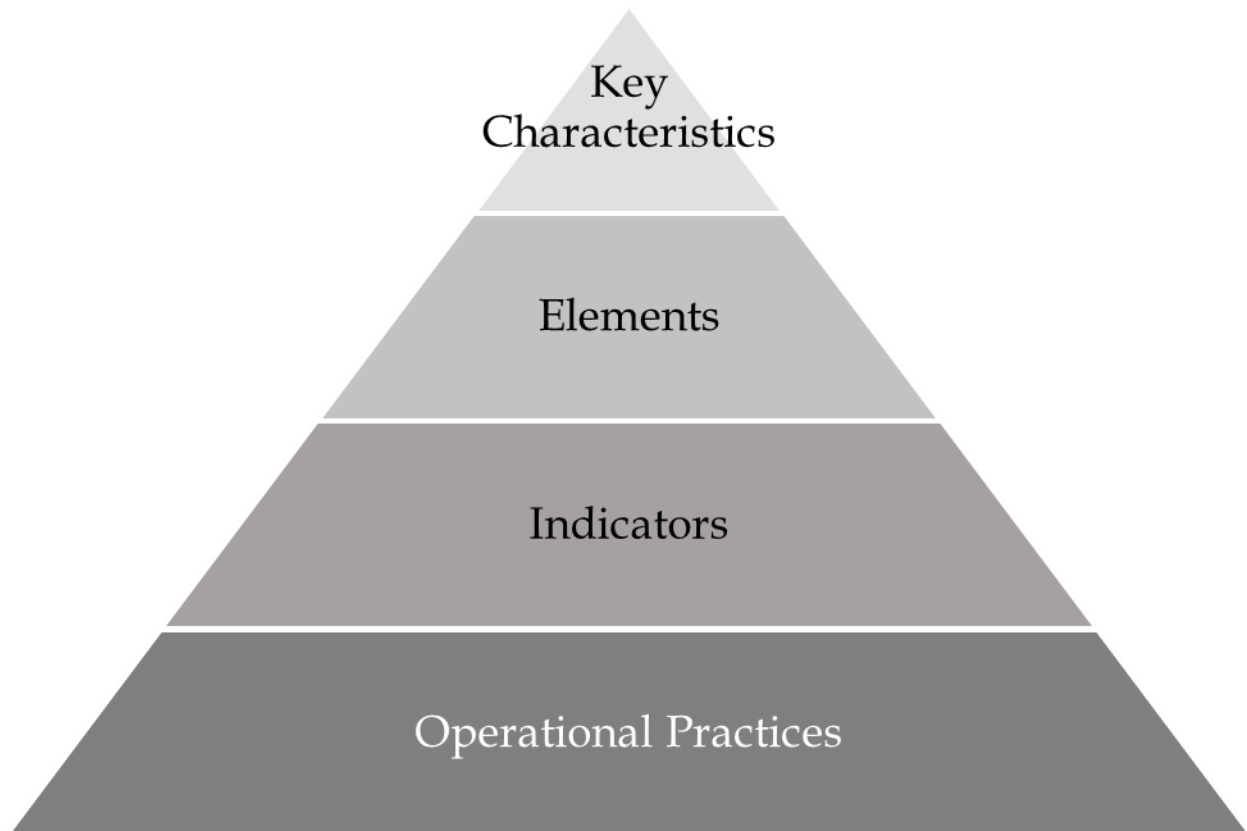 Key
Characteristics
Elements
Indicators
Operational Practices